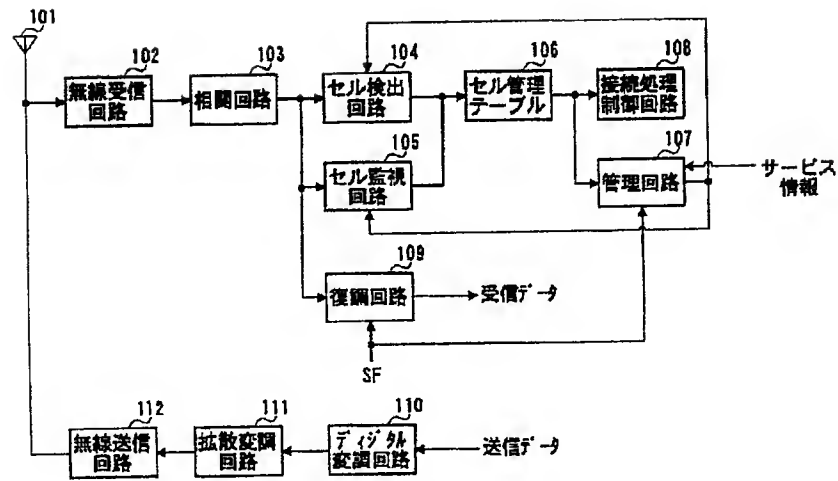 101
102
無線受信
回路
103
相関回路
104
セル検出
回路
105
セル監視
回路
106
セル管理
テーブル
108
接続処理
制御回路
107
管理回路
サービス
情報
109
復調回路
受信データ
SF
112
無線送信
回路
111
拡散変調
回路
110
ディジタル
変調回路
送信データ